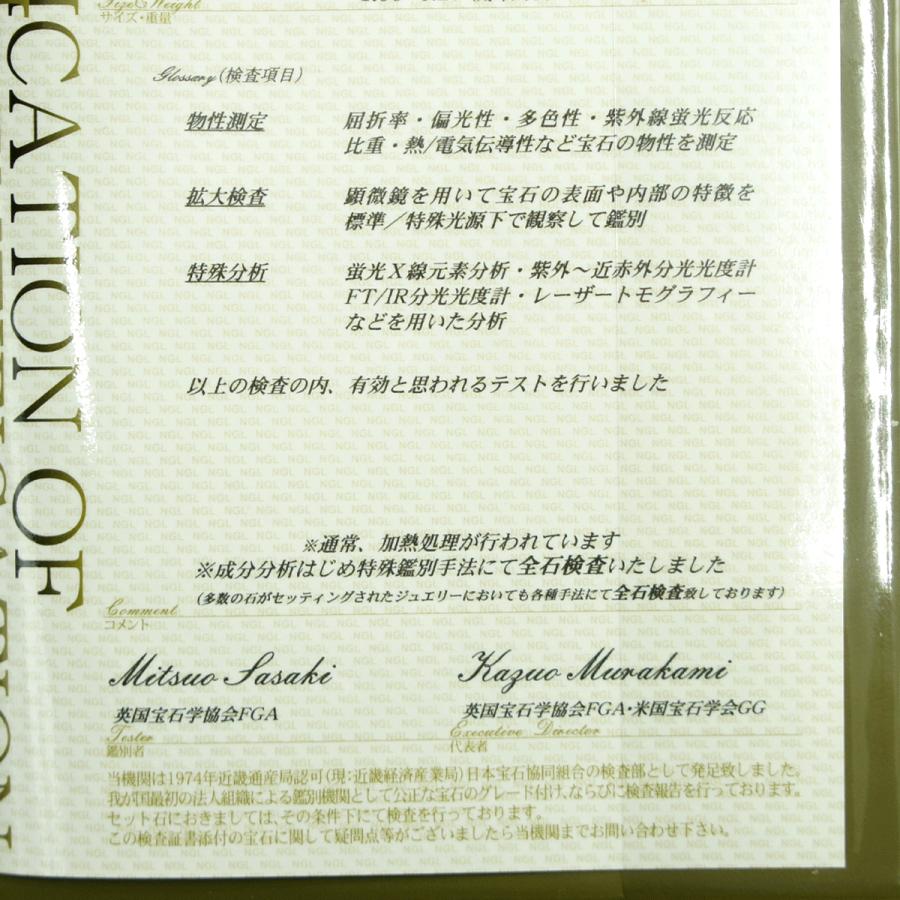 Size&Weight
サイズ・重量
Glossary(検査項目)
物性測定 屈折率・偏光性・多色性・紫外線蛍光反応
比重・熱/電気伝導性など宝石の物性を測定
拡大検査 顕微鏡を用いて宝石の表面や内部の特徴を
標準／特殊光源下で観察して鑑別
特殊分析 蛍光X線元素分析・紫外～近赤外分光光度計
FT/IR分光光度計・レーザートモグラフィー
などを用いた分析
以上の検査の内、有効と思われるテストを行いました
※通常、加熱処理が行われています
※成分分析はじめ特殊鑑別手法にて全石検査いたしました
(多数の石がセッティングされたジュエリーにおいても各種手法にて全石検査致しております)
Comment
コメント
Mitsuo Sasaki Kazuo Murakami
英国宝石学協会FGA 英国宝石学協会FGA・米国宝石学会GG
Tester Executive Director
鑑別者 代表者
当機関は1974年近畿通産局認可(現:近畿経済産業局)日本宝石協同組合の検査部として発足致しました。
我が国最初の法人組織による鑑別機関として公正な宝石のグレード付け、ならびに検査報告を行っております。
セット石におきましては、その条件下にて検査を行っております。
この検査証書添付の宝石に関して疑問点等がございましたら当機関までお問い合わせ下さい。
ICATION OF
NGL